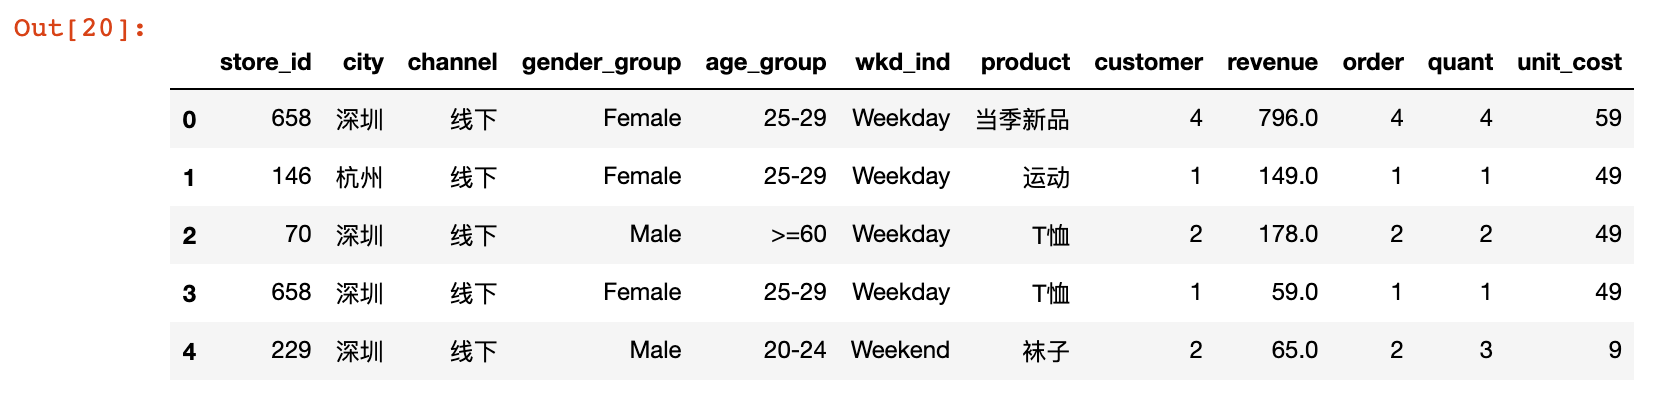 Out[20]:
store_id city channel gender_group age_group wkd_ind product customer revenue order quant unit_cost
0 658 深圳 线下 Female 25-29 Weekday 当季新品 4 796.0 4 4 59
1 146 杭州 线下 Female 25-29 Weekday 运动 1 149.0 1 1 49
2 70 深圳 线下 Male >=60 Weekday T恤 2 178.0 2 2 49
3 658 深圳 线下 Female 25-29 Weekday T恤 1 59.0 1 1 49
4 229 深圳 线下 Male 20-24 Weekend 袜子 2 65.0 2 3 9